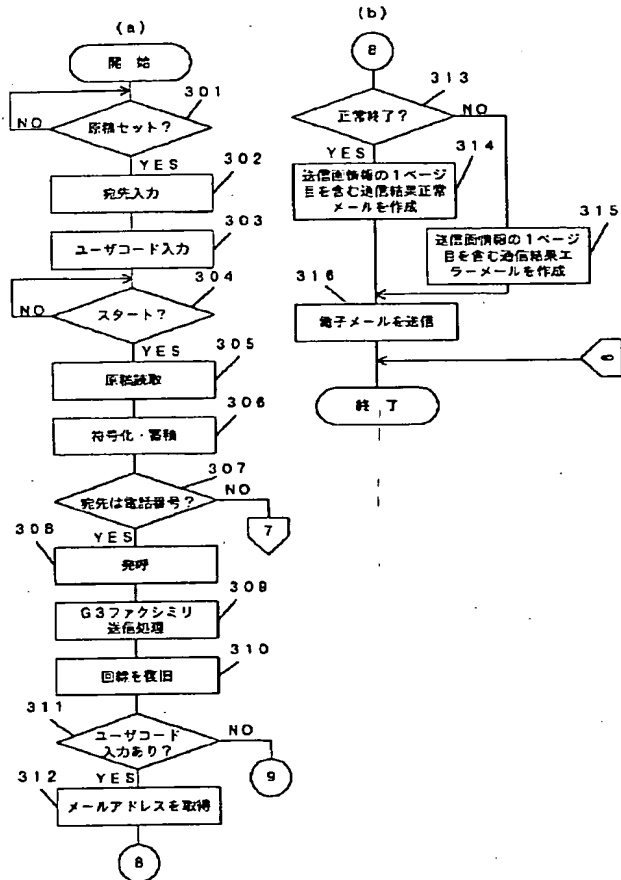 (a)
開始
301
原稿セット?
NO
YES
302
宛先入力
303
ユーザコード入力
304
スタート?
NO
YES
305
原稿読取
306
符号化・蓄積
307
宛先は電話番号?
NO
7
YES
308
発呼
309
G3ファクシミリ
送信処理
310
回線を復旧
311
ユーザコード
入力あり?
NO
9
YES
312
メールアドレスを取得
8
(b)
8
313
正常終了?
NO
YES
314
送信画情報の1ページ
目を含む送信結果正常
メールを作成
315
送信画情報の1ページ
目を含む送信結果エ
ラーメールを作成
316
電子メールを送信
終了